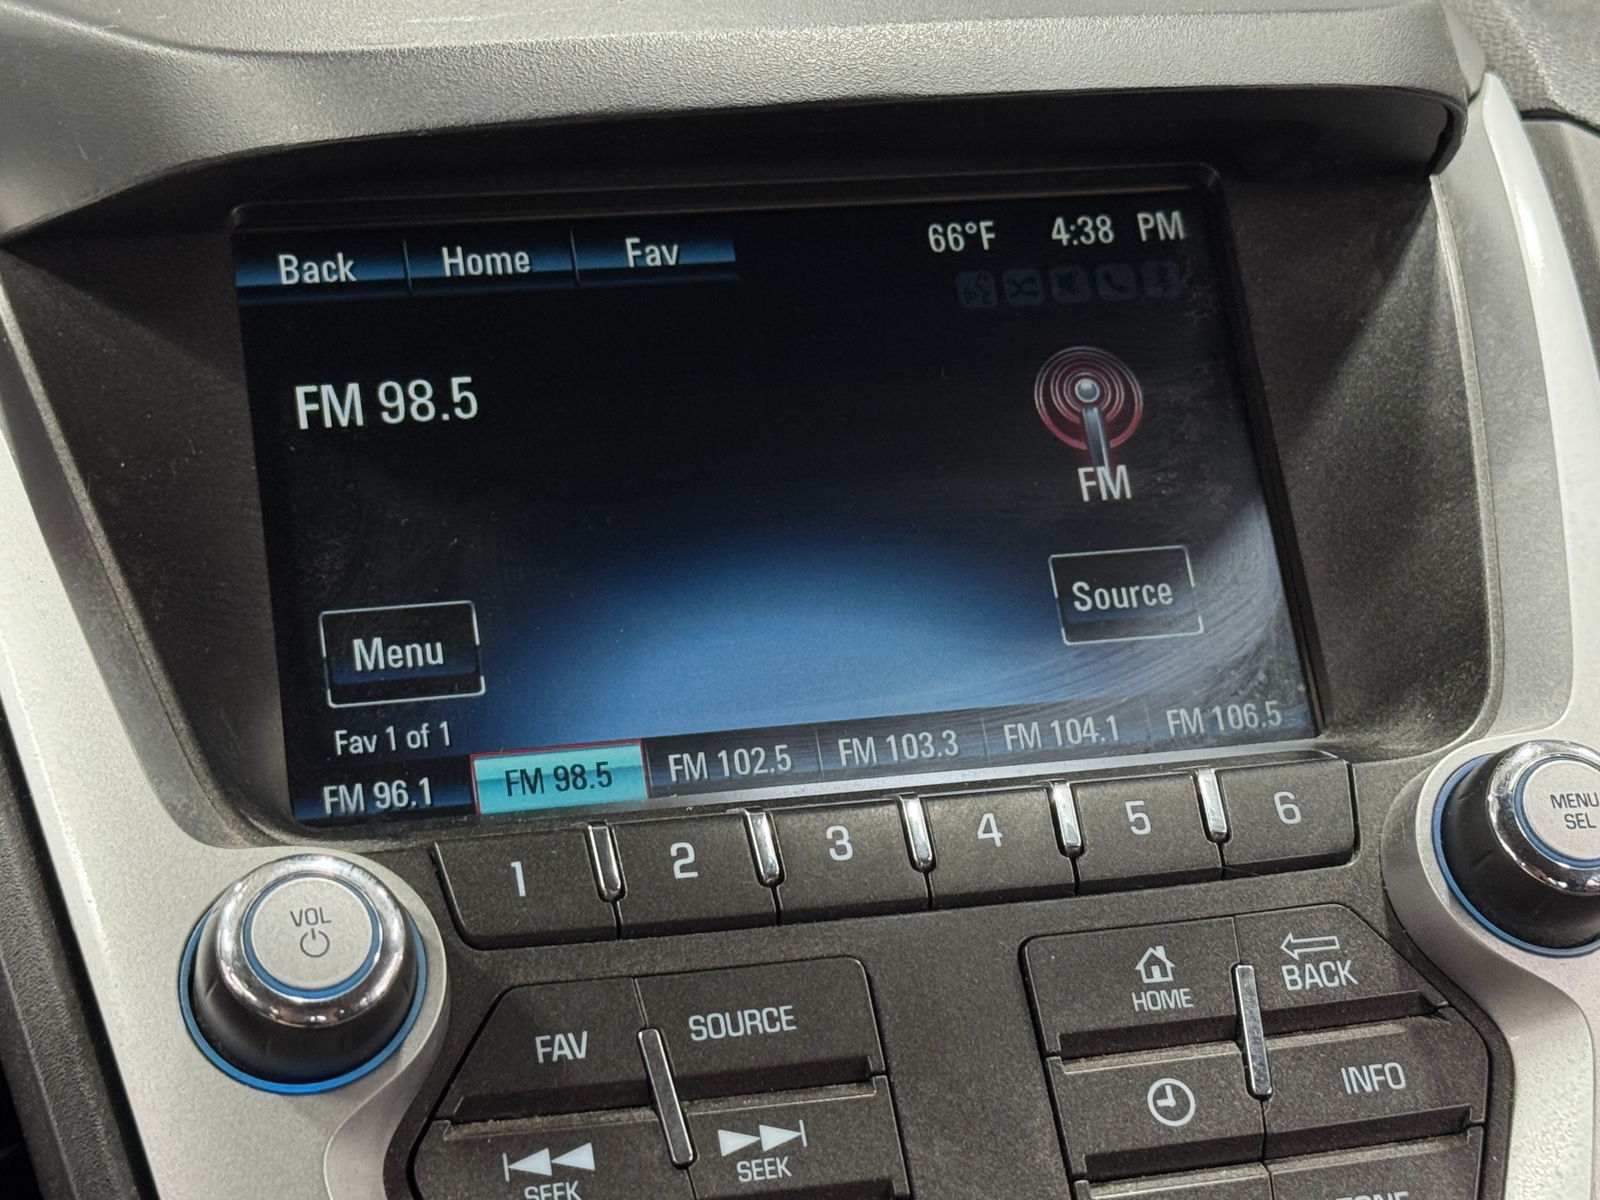 Back Home Fav 66°F 4:38 PM
FM 98.5
FM
Source
Menu
Fav 1 of 1
FM 96.1 FM 98.5 FM 102.5 FM 103.3 FM 104.1 FM 106.5
1 2 3 4 5 6
VOL
MENU
SEL
FAV SOURCE
HOME BACK
INFO
SEEK SEEK
TONE